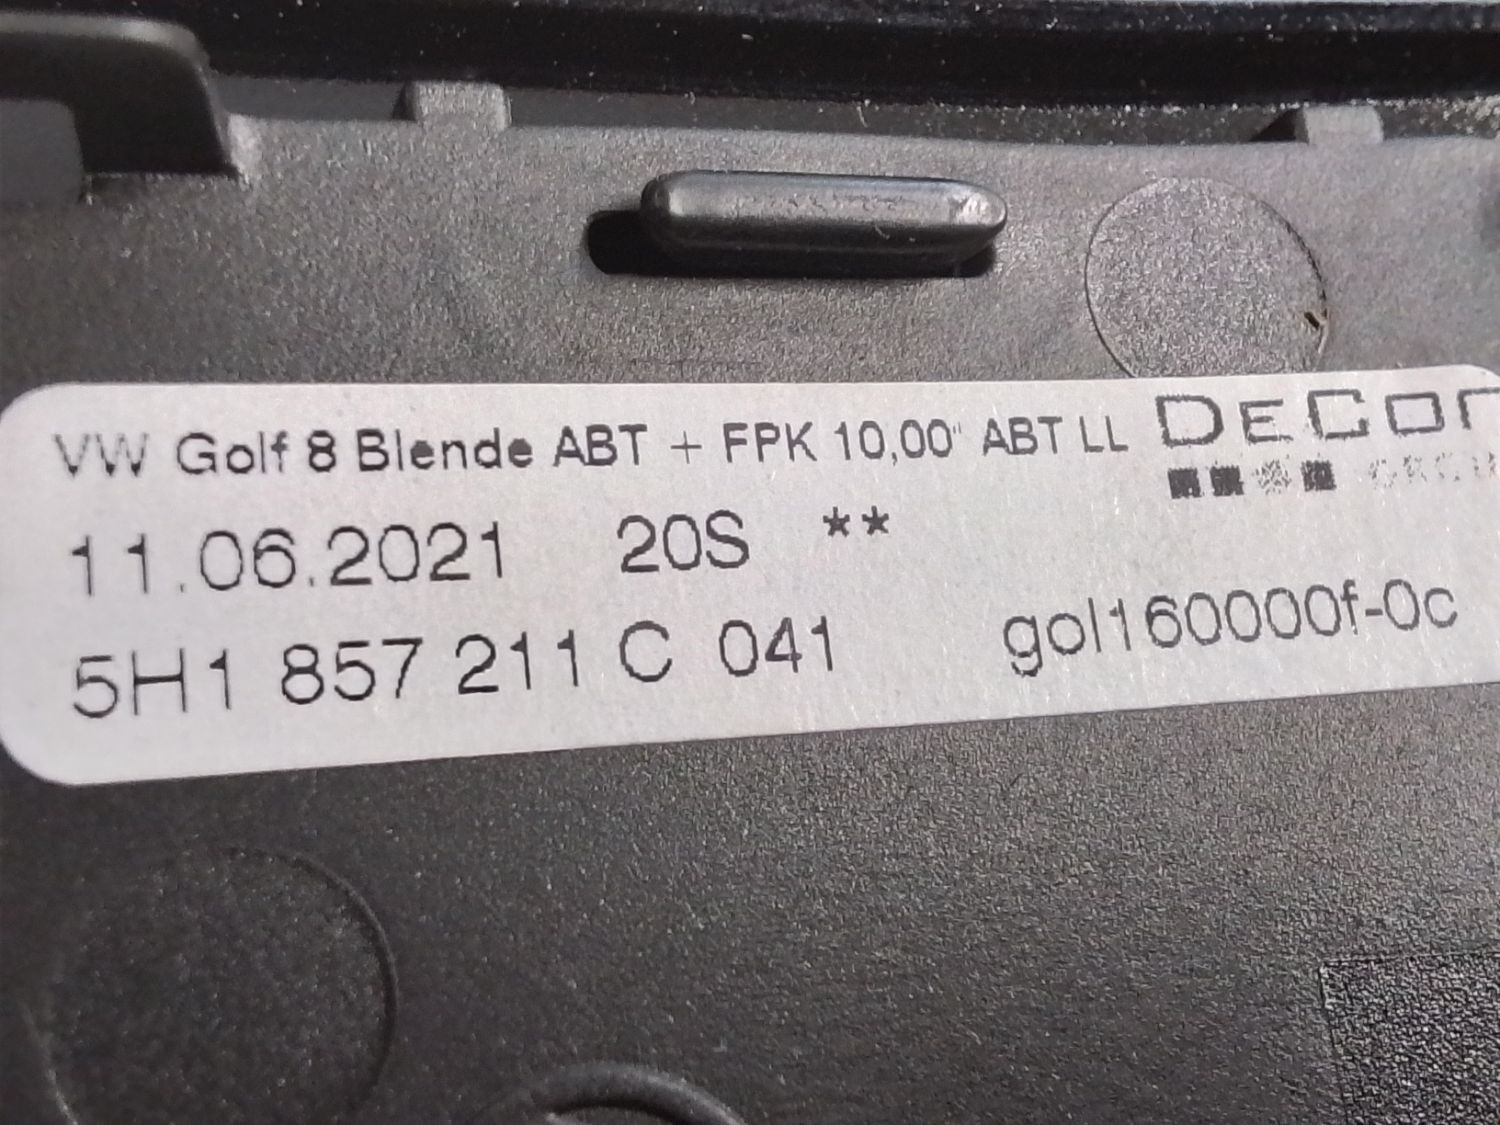 VW Golf 8 Blende ABT + FPK 10,00" ABT LL
DECOr
11.06.2021 20S **
5H1 857 211 C 041 gol160000f-0c